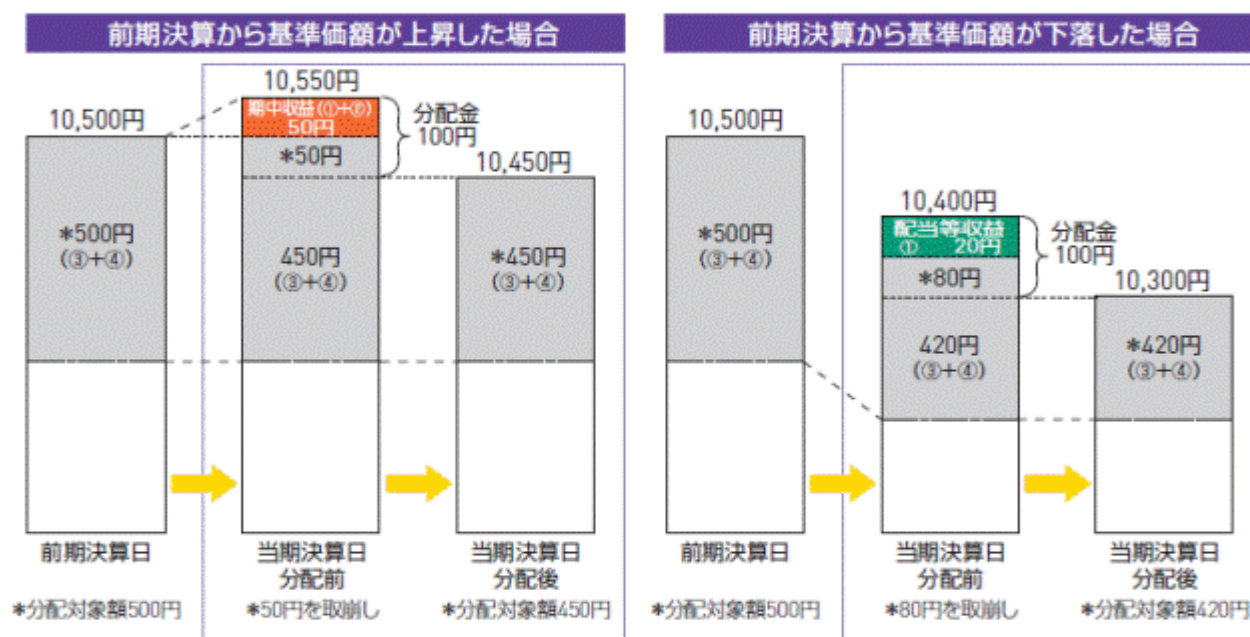 前期決算から基準価額が上昇した場合
10,500円
10,550円
期中収益(①+②)
50円
*50円
分配金
100円
10,450円
*500円
(③+④)
450円
(③+④)
*450円
(③+④)
前期決算日
当期決算日
分配前
当期決算日
分配後
*分配対象額500円
*50円を取崩し
*分配対象額450円
前期決算から基準価額が下落した場合
10,500円
10,400円
配当等収益
① 20円
*80円
分配金
100円
10,300円
*500円
(③+④)
420円
(③+④)
*420円
(③+④)
前期決算日
当期決算日
分配前
当期決算日
分配後
*分配対象額500円
*80円を取崩し
*分配対象額420円